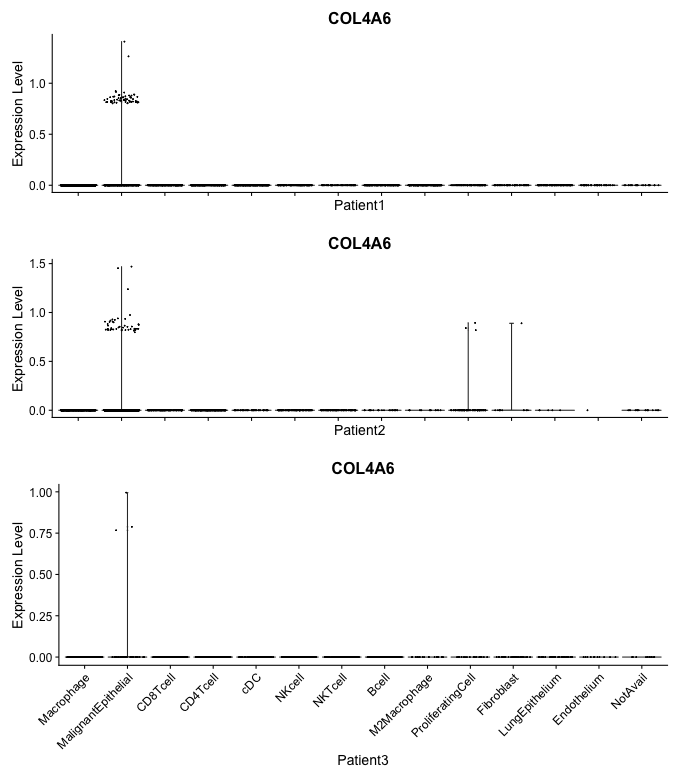 COL4A6
Expression Level
1.0
0.5
0.0
Patient1
COL4A6
Expression Level
1.5
1.0
0.5
0.0
Patient2
COL4A6
Expression Level
1.00
0.75
0.50
0.25
0.00
Macrophage
MalignantEpithelial
CD8Tcell
CD4Tcell
cDC
NKcell
NKTcell
Bcell
M2Macrophage
ProliferatingCell
Fibroblast
LungEpithelium
Endothelium
NotAvail
Patient3